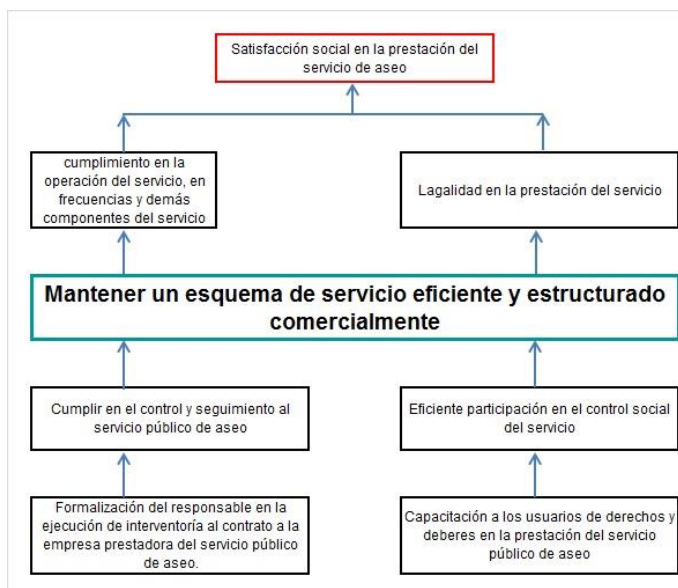 Satisfacción social en la prestación del
servicio de aseo
cumplimiento en la
operación del servicio, en
frecuencias y demás
componentes del servicio
Lagalidad en la prestación del servicio
Mantener un esquema de servicio eficiente y estructurado
comercialmente
Cumplir en el control y seguimiento al
servicio público de aseo
Eficiente participación en el control social
del servicio
Formalización del responsable en la
ejecución de interventoría al contrato a la
empresa prestadora del servicio público
de aseo.
Capacitación a los usuarios de derechos y
deberes en la prestación del servicio
público de aseo